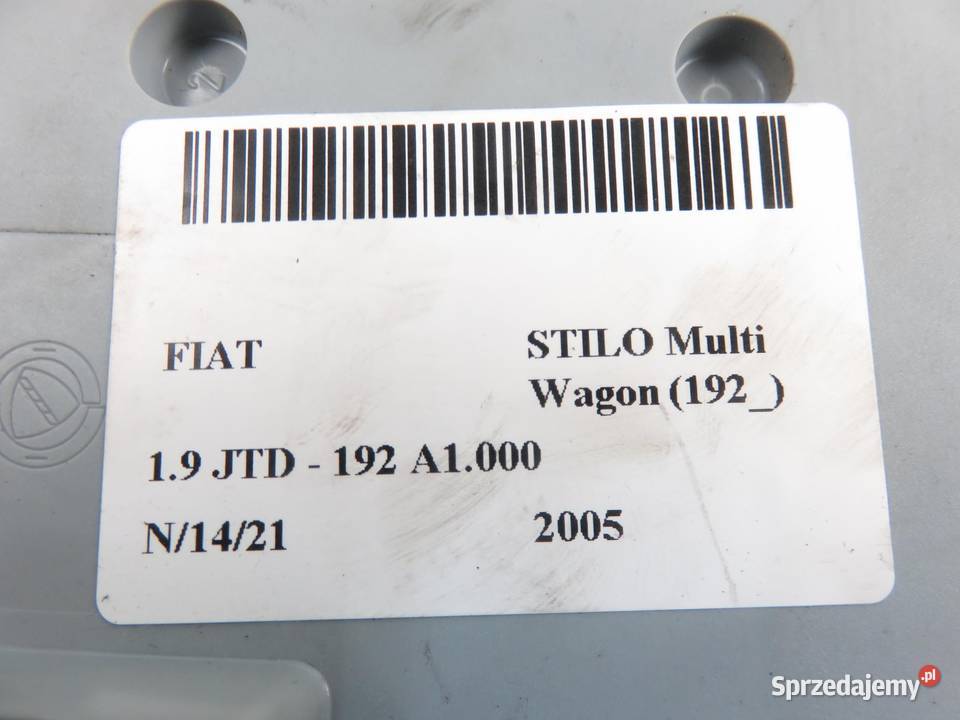 FIAT
STILO Multi
Wagon (192_)
1.9 JTD - 192 A1.000
N/14/21
2005
Sprzedajemy.pl